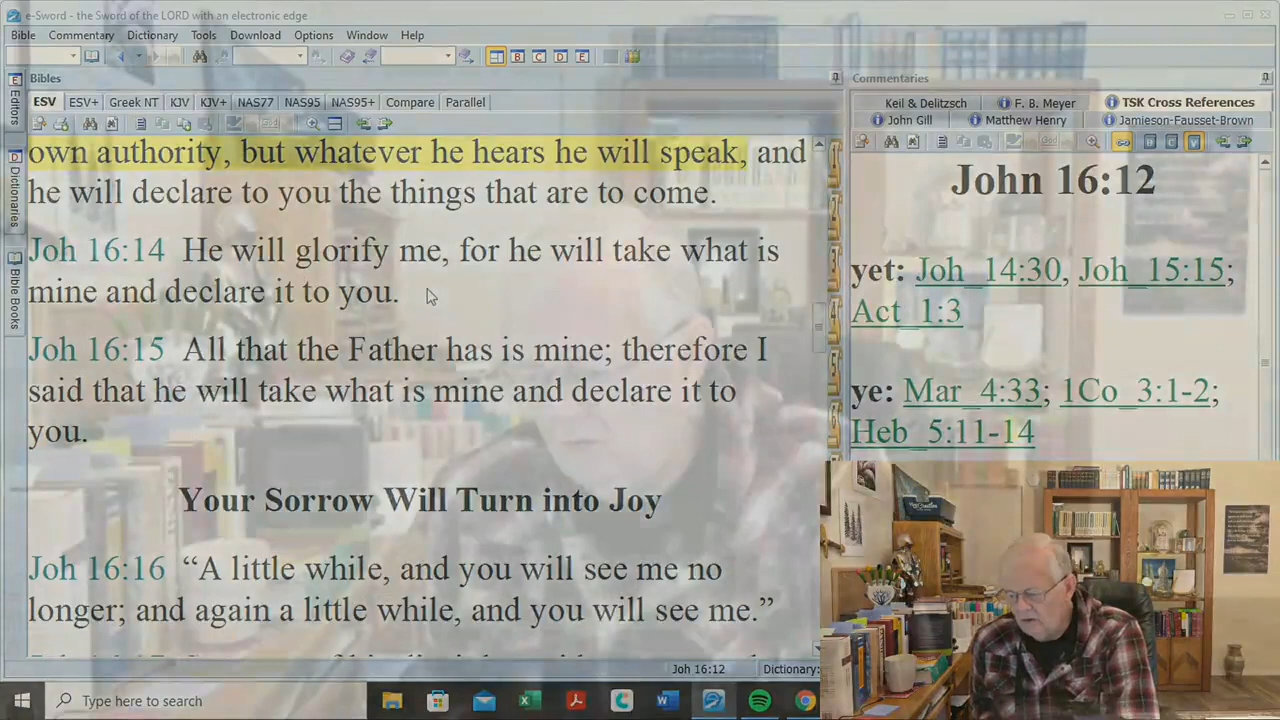 e-Sword - the Sword of the LORD with an electronic edge
Bible Commentary Dictionary Tools Download Options Window Help
Bibles
ESV ESV+ Greek NT KJV KJV+ NAS77 NAS95 NAS95+ Compare Parallel
Editors
Dictionaries
Bible Books
own authority, but whatever he hears he will speak, and
he will declare to you the things that are to come.
Joh 16:14 He will glorify me, for he will take what is
mine and declare it to you.
Joh 16:15 All that the Father has is mine; therefore I
said that he will take what is mine and declare it to
you.
Your Sorrow Will Turn into Joy
Joh 16:16 “A little while, and you will see me no
longer; and again a little while, and you will see me.”
Commentaries
Keil & Delitzsch F. B. Meyer TSK Cross References
John Gill Matthew Henry Jamieson-Fausset-Brown
John 16:12
yet: Joh_14:30, Joh_15:15;
Act_1:3
ye: Mar_4:33; 1Co_3:1-2;
Heb_5:11-14
Joh 16:12 Dictionary:
Type here to search